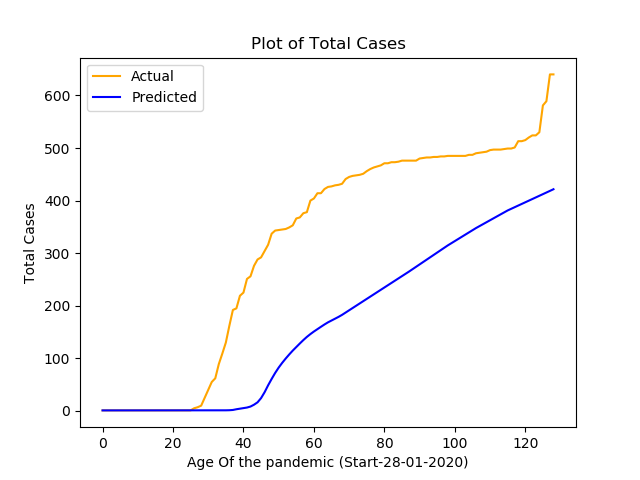 Plot of Total Cases
Actual
Predicted
Total Cases
600
500
400
300
200
100
0
0 20 40 60 80 100 120
Age Of the pandemic (Start-28-01-2020)